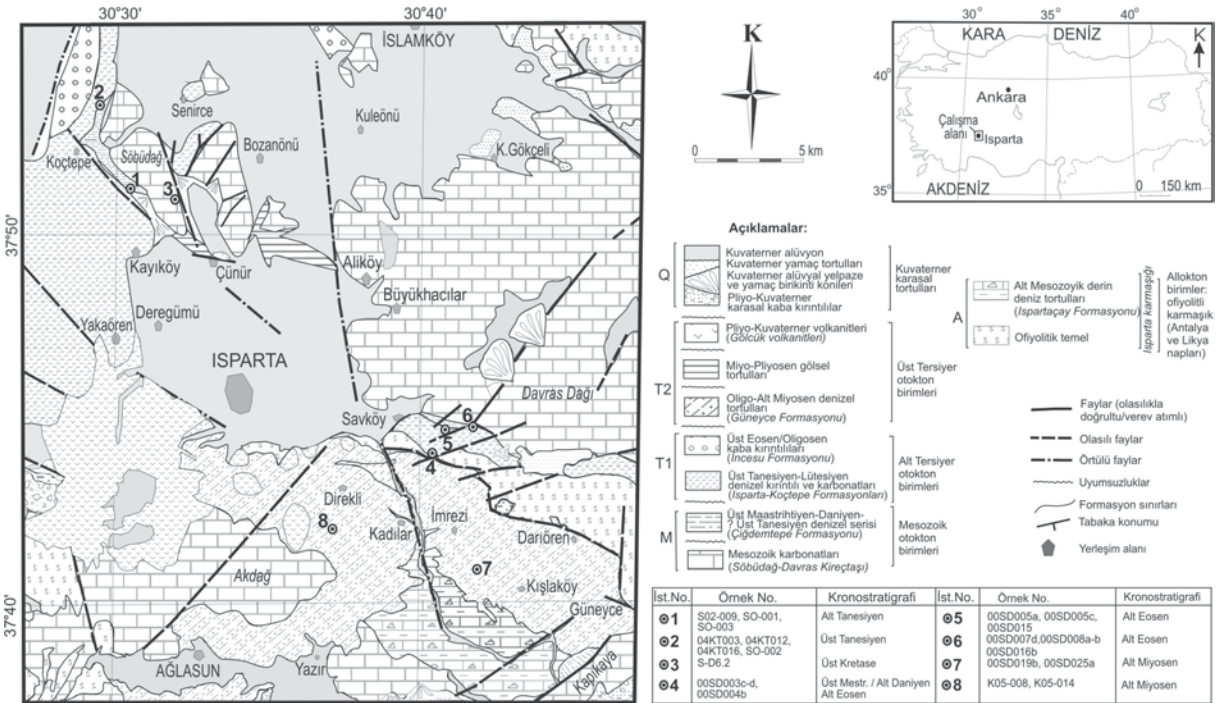 30°30'
30°40'
İSLAMKÖY
2
Senirce
Kuleönü
Koçtepe
Söbüdağ
Bozanönü
K.Gökçeli
1
3
37°50'
Kayıköy
Çünür
Aliköy
Büyükhacılar
Deregümü
Yakaören
ISPARTA
Davras Dağı
Savköy
6
5
4
Direkli
8
İmrezi
Kadılar
Darıören
Akdağ
7
Kışlaköy
37°40'
Güneyce
AĞLASUN
Yazır
Kapıkaya
K
0 5 km
30° 35° 40°
KARA DENİZ
K
40°
Ankara
Çalışma
alanı
Isparta
35°
AKDENİZ
0 150 km
Açıklamalar:
Q
Kuvaterner alüvyon
Kuvaterner yamaç tortulları
Kuvaterner alüvyal yelpaze
ve yamaç birikinti könileri
Pliyo-Kuvaterner
karasal kaba kırıntılılar
Kuvaterner
karasal
tortulları
T2
Pliyo-Kuvaterner volkanitleri
(Gölcük volkanitleri)
Miyo-Pliyosen gölsel
tortulları
Oligo-Alt Miyosen denizel
tortulları
(Güneyce Formasyonu)
Üst Tersiyer
otokton
birimleri
T1
Üst Eosen/Oligosen
kaba kırıntılıları
(İncesu Formasyonu)
Üst Tanesiyen-Lütesiyen
denizel kırıntılı ve karbonatları
(Isparta-Koçtepe Formasyonları)
Alt Tersiyer
otokton
birimleri
M
Üst Maastrihtiyen-Daniyen-
? Üst Tanesiyen denizel serisi
(Çiğdemtepe Formasyonu)
Mesozoik karbonatları
(Söbüdağ-Davras Kireçtaşı)
Mesozoik
otokton
birimleri
A
Alt Mesozoyik derin
deniz tortulları
(Ispartaçay Formasyonu)
Ofiyolitik temel
Isparta karmaşığı
Allokton
birimler:
ofiyolitli
karmaşık
(Antalya
ve Likya
napları)
Faylar (olasılıkla
doğrultu/verev atımlı)
Olasılı faylar
Örtülü faylar
Uyumsuzluklar
Formasyon sınırları
Tabaka konumu
Yerleşim alanı
İst.No. Örnek No. Kronostratigrafi İst.No. Örnek No. Kronostratigrafi
1 S02-009, SO-001, SO-003 Alt Tanesiyen
5 00SD005a, 00SD005c, 00SD015 Alt Eosen
2 04KT003, 04KT012, 04KT016, SO-002 Üst Tanesiyen
6 00SD007d,00SD008a-b 00SD016b Alt Eosen
3 S-D6.2 Üst Kretase
7 00SD019b, 00SD025a Alt Miyosen
4 00SD003c-d, 00SD004b Üst Mestr. / Alt Daniyen Alt Eosen
8 K05-008, K05-014 Alt Miyosen